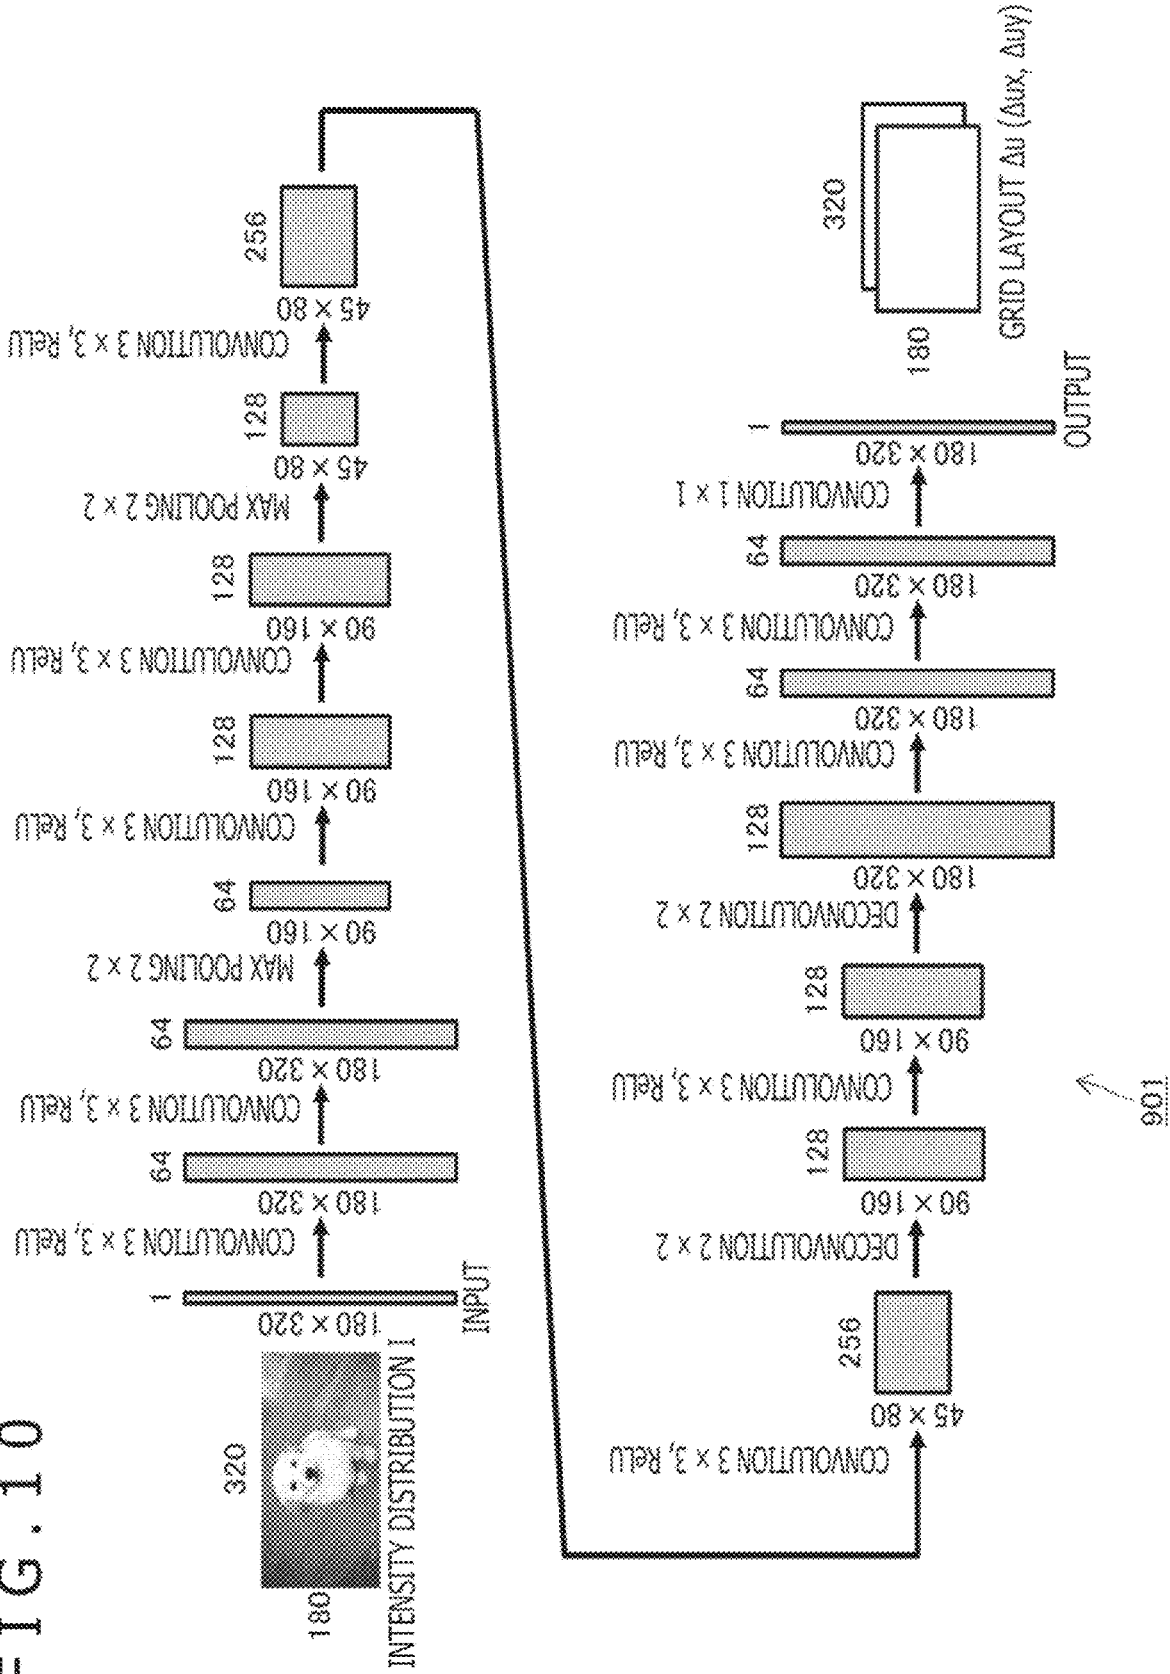 FIG.10
320
180
INTENSITY DISTRIBUTION I
1
180 × 320
INPUT
CONVOLUTION 3 × 3, ReLU
64
180 × 320
CONVOLUTION 3 × 3, ReLU
64
180 × 320
MAX POOLING 2 × 2
64
90 × 160
CONVOLUTION 3 × 3, ReLU
128
90 × 160
CONVOLUTION 3 × 3, ReLU
128
90 × 160
MAX POOLING 2 × 2
128
45 × 80
CONVOLUTION 3 × 3, ReLU
256
45 × 80
CONVOLUTION 3 × 3, ReLU
256
45 × 80
DECONVOLUTION 2 × 2
128
90 × 160
CONVOLUTION 3 × 3, ReLU
128
90 × 160
DECONVOLUTION 2 × 2
128
180 × 320
CONVOLUTION 3 × 3, ReLU
64
180 × 320
CONVOLUTION 3 × 3, ReLU
64
180 × 320
CONVOLUTION 1 × 1
1
180 × 320
OUTPUT
320
180
GRID LAYOUT Δu (Δux, Δuy)
901